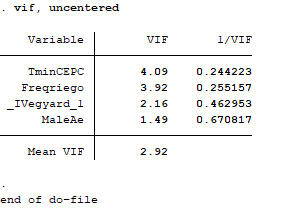 . vif, uncentered
Variable VIF 1/VIF
TminCEPC 4.09 0.244223
Freqriego 3.92 0.255157
_IVegyard_1 2.16 0.462953
MaleAe 1.49 0.670817
Mean VIF 2.92
.
end of do-file